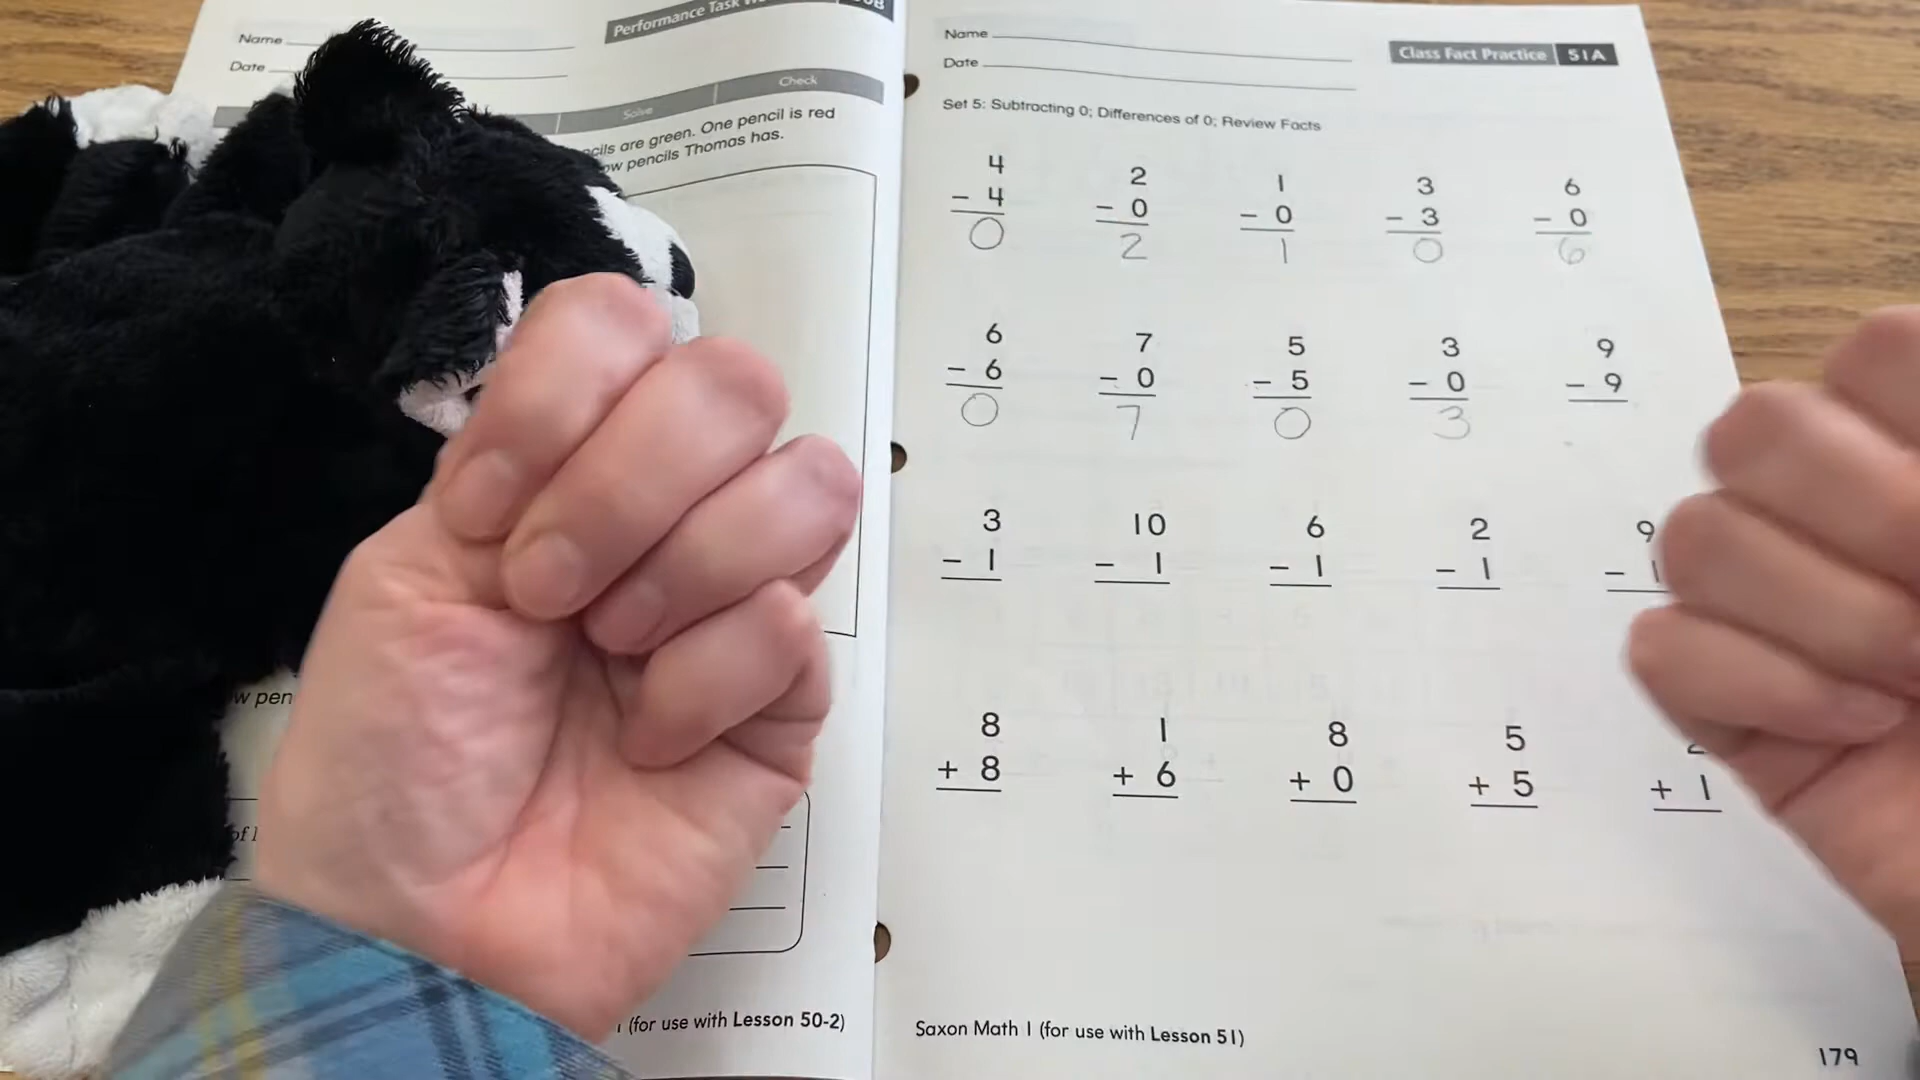 Name
Date
Performance Task
Solve
Check
cils are green. One pencil is red
ow pencils Thomas has.
w pen
of
(for use with Lesson 50-2)
Name
Date
Class Fact Practice 51A
Set 5: Subtracting 0; Differences of 0; Review Facts
4 2 1 3 6
- 4 - 0 - 0 - 3 - 0
0 2 1 0 6
6 7 5 3 9
- 6 - 0 - 5 - 0 - 9
0 7 0 3
3 10 6 2 9
- 1 - 1 - 1 - 1 - 1
8 1 8 5
+ 8 + 6 + 0 + 5 + 1
Saxon Math 1 (for use with Lesson 51)
179